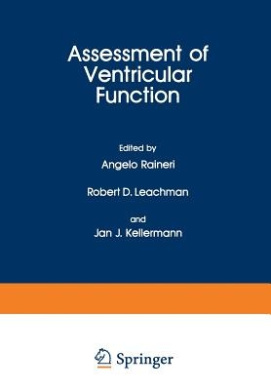 Assessment of
Ventricular
Function
Edited by
Angelo Raineri
Robert D. Leachman
and
Jan J. Kellermann
Springer